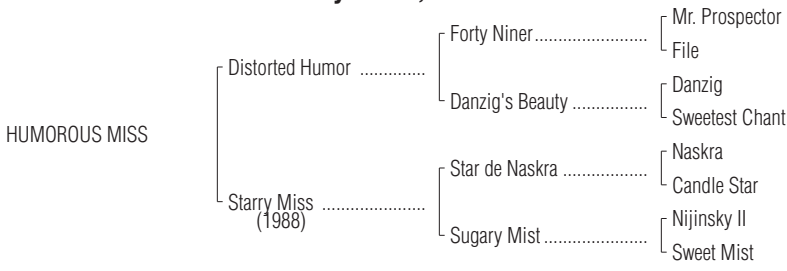 Mr. Prospector
Forty Niner
File
Distorted Humor
Danzig
Danzig's Beauty
Sweetest Chant
HUMOROUS MISS
Naskra
Star de Naskra
Candle Star
Starry Miss
(1988)
Nijinsky II
Sugary Mist
Sweet Mist